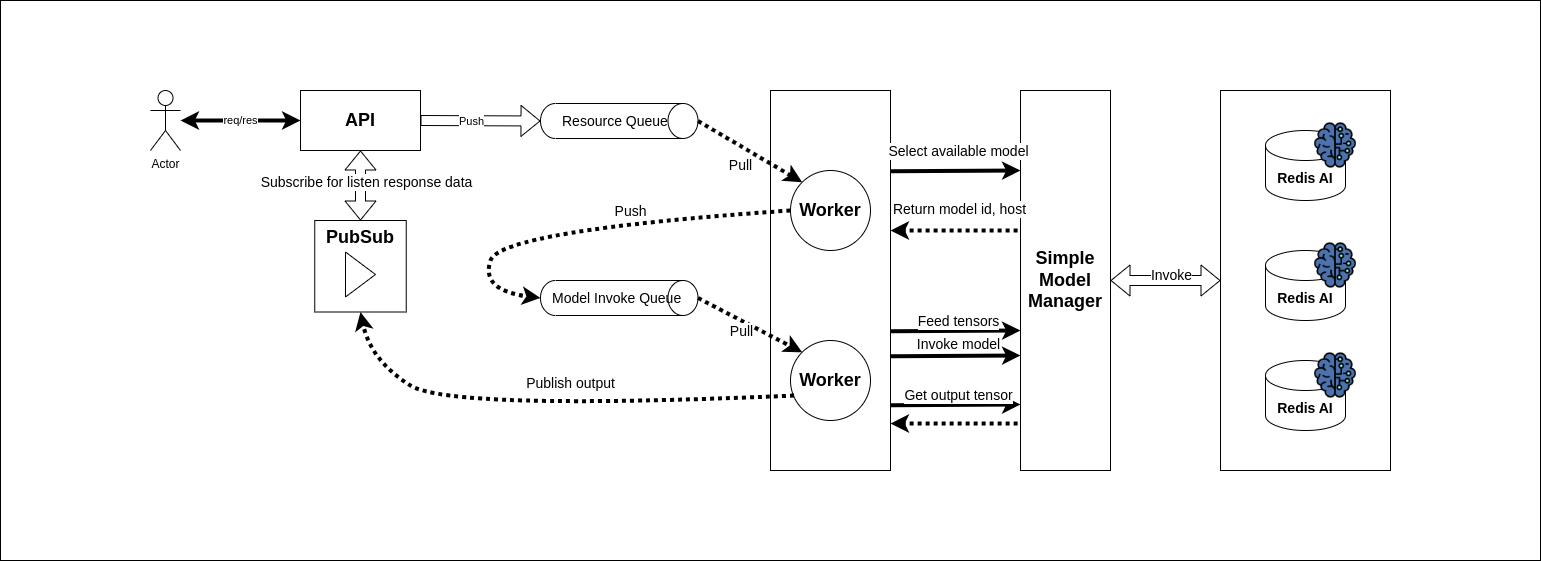 req/res
API
Push
Resource Queue
Actor
Pull
Select available model
Subscribe for listen response data
Redis AI
Worker
Push
Return model id, host
PubSub
Simple
Model
Manager
Invoke
Model Invoke Queue
Redis AI
Pull
Feed tensors
Invoke model
Worker
Publish output
Get output tensor
Redis AI